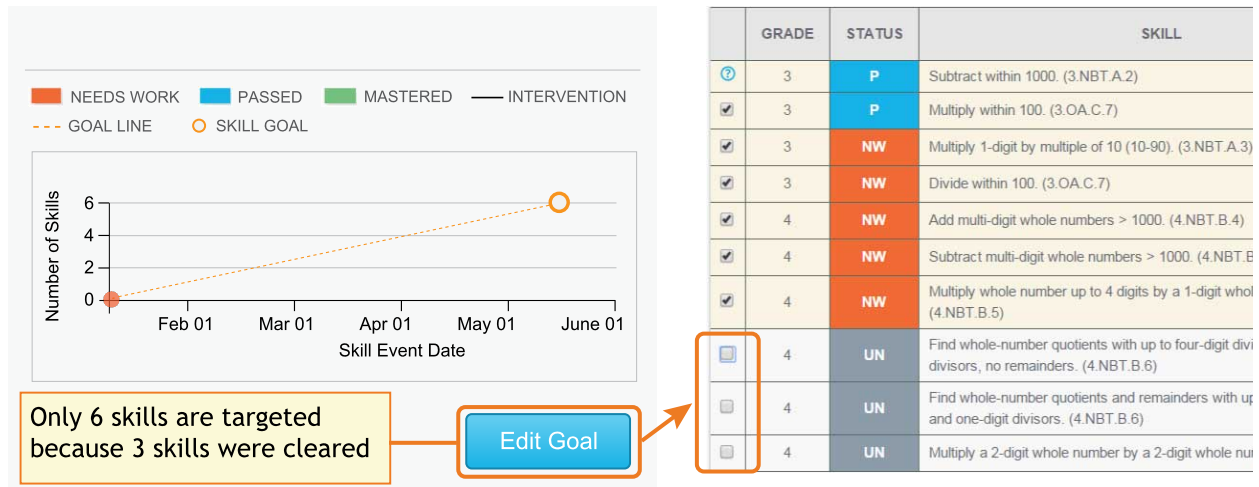 NEEDS WORK PASSED MASTERED INTERVENTION
GOAL LINE SKILL GOAL
Number of Skills
6
4
2
0
Feb 01 Mar 01 Apr 01 May 01 June 01
Skill Event Date
Only 6 skills are targeted
because 3 skills were cleared
Edit Goal
GRADE STATUS SKILL
? 3 P Subtract within 1000. (3.NBT.A.2)
3 P Multiply within 100. (3.OA.C.7)
3 NW Multiply 1-digit by multiple of 10 (10-90). (3.NBT.A.3)
3 NW Divide within 100. (3.OA.C.7)
4 NW Add multi-digit whole numbers > 1000. (4.NBT.B.4)
4 NW Subtract multi-digit whole numbers > 1000. (4.NBT.B
4 NW Multiply whole number up to 4 digits by a 1-digit whol
(4.NBT.B.5)
4 UN Find whole-number quotients with up to four-digit divi
divisors, no remainders. (4.NBT.B.6)
4 UN Find whole-number quotients and remainders with up
and one-digit divisors. (4.NBT.B.6)
4 UN Multiply a 2-digit whole number by a 2-digit whole nu